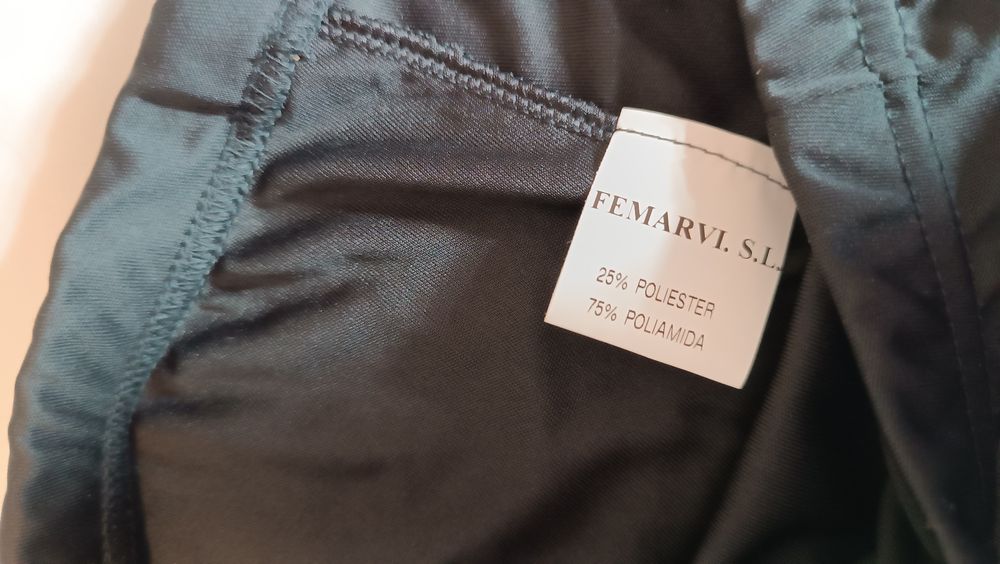 FEMARVI. S.L.
25% POLIESTER
75% POLIAMIDA